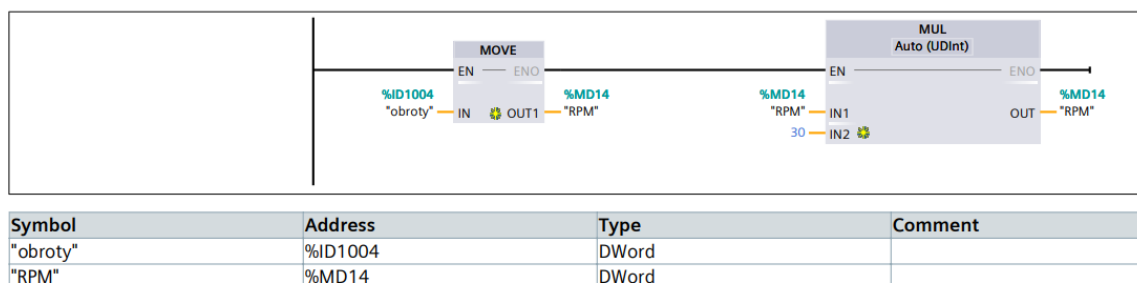 MUL
Auto (UDInt)
MOVE
EN ENO
EN ENO
%ID1004
"obroty" IN
%MD14
OUT1 "RPM"
%MD14
"RPM" IN1
%MD14
OUT "RPM"
30 IN2
Symbol Address Type Comment
"obroty" %ID1004 DWord
"RPM" %MD14 DWord